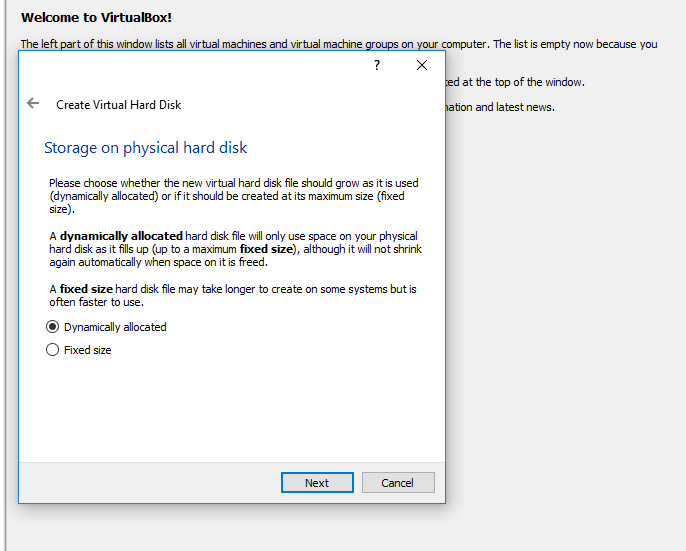 Welcome to VirtualBox!
The left part of this window lists all virtual machines and virtual machine groups on your computer. The list is empty now because you
?
ted at the top of the window.
Create Virtual Hard Disk
nation and latest news.
Storage on physical hard disk
Please choose whether the new virtual hard disk file should grow as it is used
(dynamically allocated) or if it should be created at its maximum size (fixed
size).
A dynamically allocated hard disk file will only use space on your physical
hard disk as it fills up (up to a maximum fixed size), although it will not shrink
again automatically when space on it is freed.
A fixed size hard disk file may take longer to create on some systems but is
often faster to use.
Dynamically allocated
Fixed size
Next
Cancel